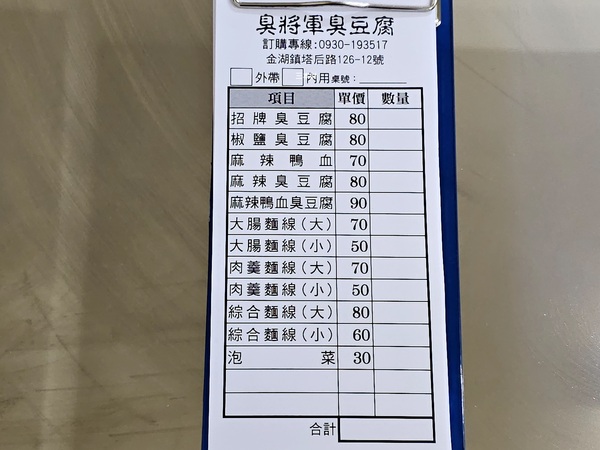 臭將軍臭豆腐
訂購專線:0930-193517
金湖鎮塔后路126-12號
外帶 內用 桌號:
項目 單價 數量
招牌臭豆腐 80
椒鹽臭豆腐 80
麻辣鴨血 70
麻辣臭豆腐 80
麻辣鴨血臭豆腐 90
大腸麵線(大) 70
大腸麵線(小) 50
肉羹麵線(大) 70
肉羹麵線(小) 50
綜合麵線(大) 80
綜合麵線(小) 60
泡菜 30
合計